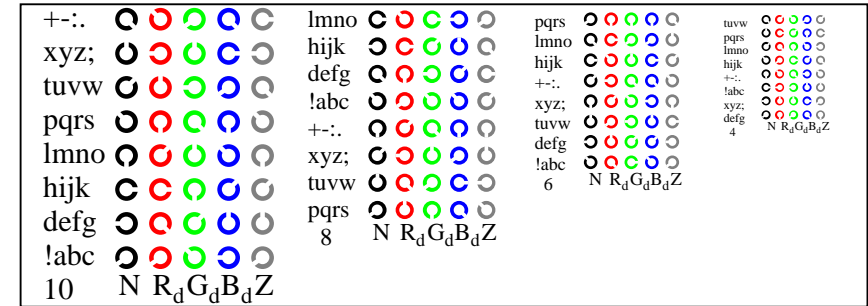 +-:.
xyz;
tuvw
pqrs
lmno
hijk
defg
!abc
10 N RdGdBdZ
lmno
hijk
defg
!abc
+-:.
xyz;
tuvw
pqrs
8 N RdGdBdZ
pqrs
lmno
hijk
+-:.
xyz;
tuvw
defg
!abc
6 N RdGdBdZ
tuvw
pqrs
lmno
hijk
+-:.
!abc
xyz;
defg
4 N RdGdBdZ